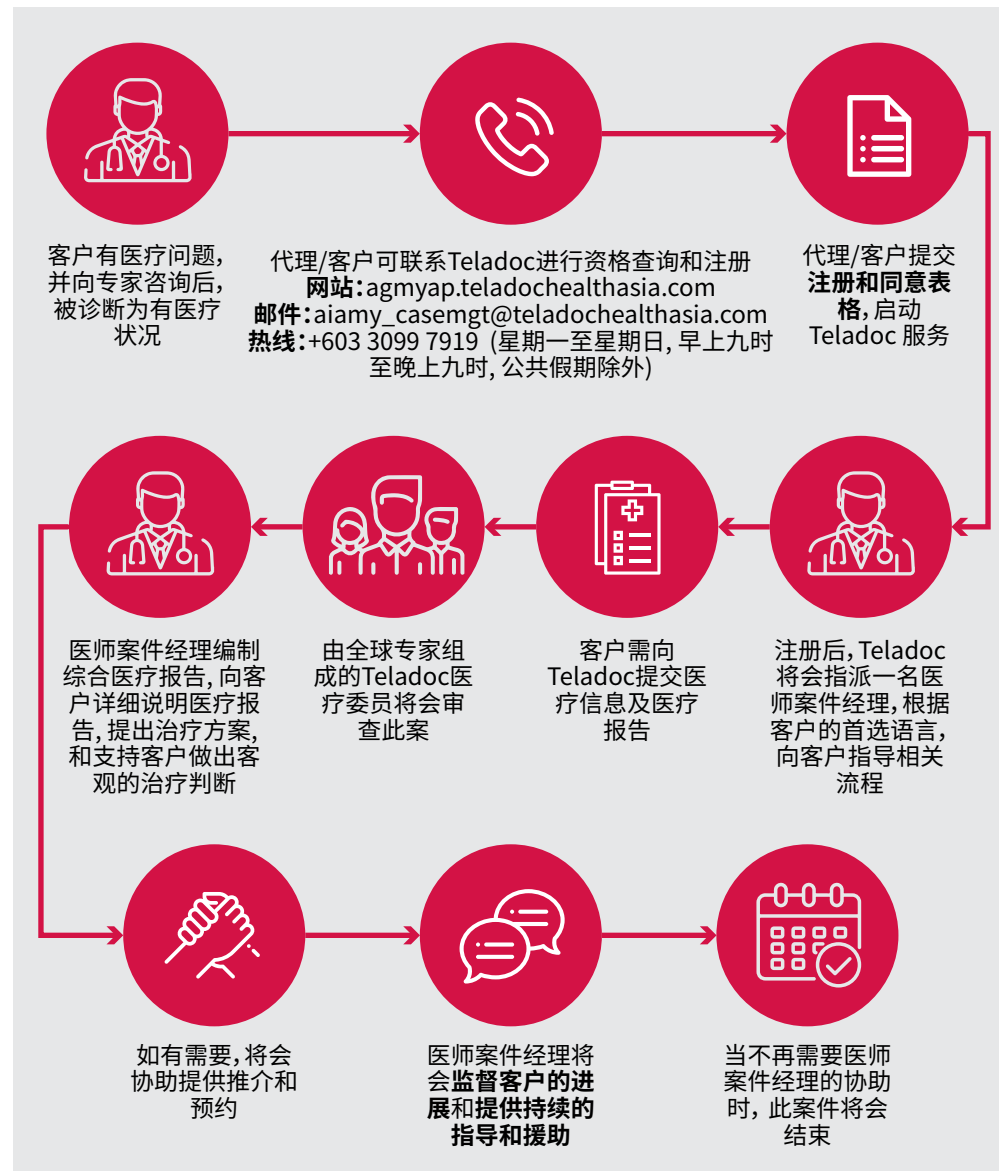 客户有医疗问题,
并向专家咨询后,
被诊断为有医疗
状况
代理/客户可联系Teladoc进行资格查询和注册
网站：agmyap.teladochealthasia.com
邮件：aiamy_casemgt@teladochealthasia.com
热线：+603 3099 7919 (星期一至星期日, 早上九时
至晚上九时, 公共假期除外)
代理/客户提交
注册和同意表
格, 启动
Teladoc 服务
注册后, Teladoc
将会指派一名医
师案件经理, 根据
客户的首选语言,
向客户指导相关
流程
客户需向
Teladoc提交医
疗信息及医疗
报告
由全球专家组
成的Teladoc医
疗委员将会审
查此案
医师案件经理编制
综合医疗报告, 向客
户详细说明医疗报
告, 提出治疗方案,
和支持客户做出客
观的治疗判断
如有需要, 将会
协助提供推介和
预约
医师案件经理将
会监督客户的进
展和提供持续的
指导和援助
当不再需要医师
案件经理的协助
时, 此案件将会
结束